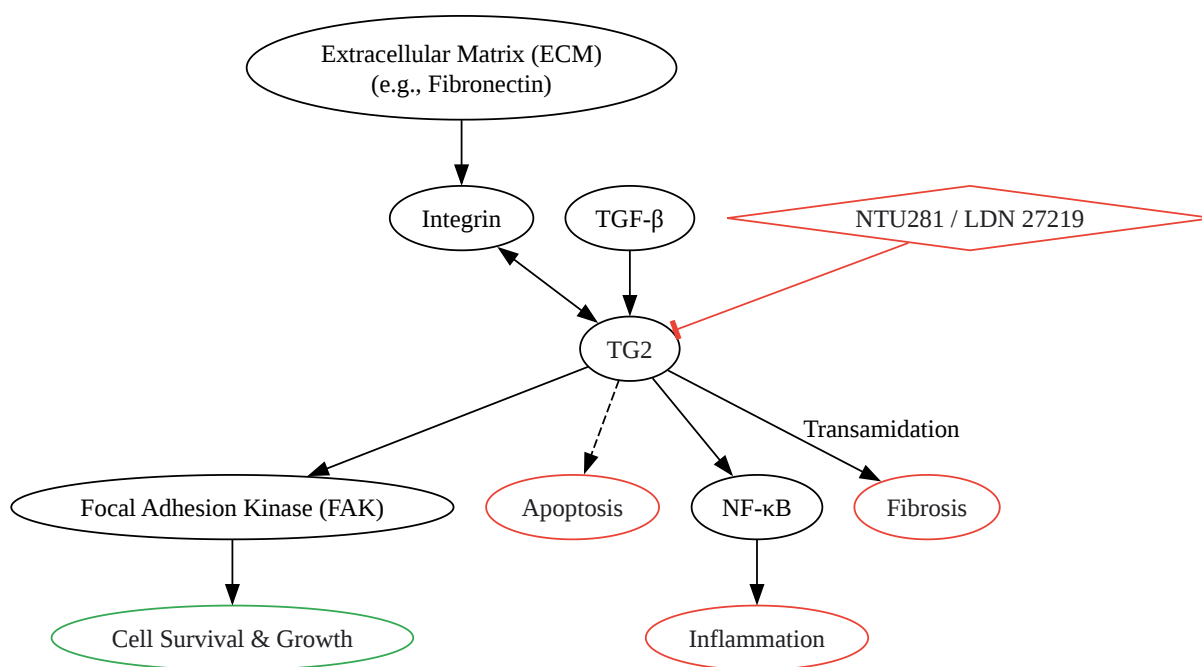 Extracellular Matrix (ECM)
(e.g., Fibronectin)
Integrin
TGF-β
NTU281 / LDN 27219
TG2
Transamidation
Focal Adhesion Kinase (FAK)
Apoptosis
NF-κB
Fibrosis
Cell Survival & Growth
Inflammation